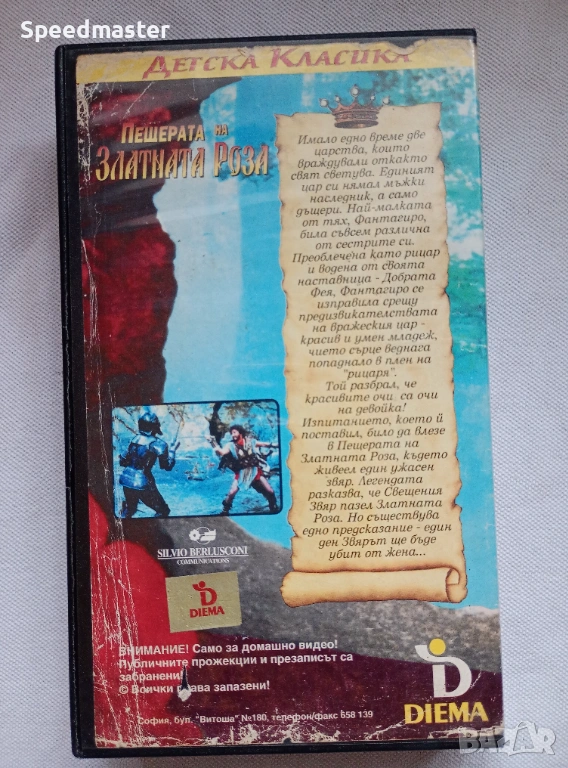 Speedmaster
ДЕТСКА КЛАСИКА
ПЕЩЕРАТА НА
ЗЛАТНАТА РОЗА
Имало едно време две
царства, които
враждували откакто
свят светува. Единият
цар си нямал мъжки
наследник, а само
дъщери. Най-малката
от тях, Фантагиро,
била съвсем различна
от сестрите си.
Преоблечена като рицар
и водена от своята
наставница - Добрата
Фея, Фантагиро се
изправила срещу
предизвикателствата
на вражеския цар -
красив и умен младеж,
чието сърце веднага
попаднало в плен на
"рицаря".
Той разбрал, че
красивите очи са очи
на девойка!
Изпитанието, което ѝ
поставил, било да влезе
в Пещерата на
Златната Роза, където
живеел един ужасен
звяр. Легендата
разказва, че Свещения
Звяр пазел Златната
Роза. Но съществува
едно предсказание - един
ден Звярът ще бъде
убит от жена...
SILVIO BERLUSCONI
COMMUNICATIONS
DIEMA
ВНИМАНИЕ! Само за домашно видео!
Публичните прожекции и презаписът са
забранени!
© Всички права запазени!
DIEMA
София, бул. "Витоша" №180, телефон/факс 658 139
БАЗАР